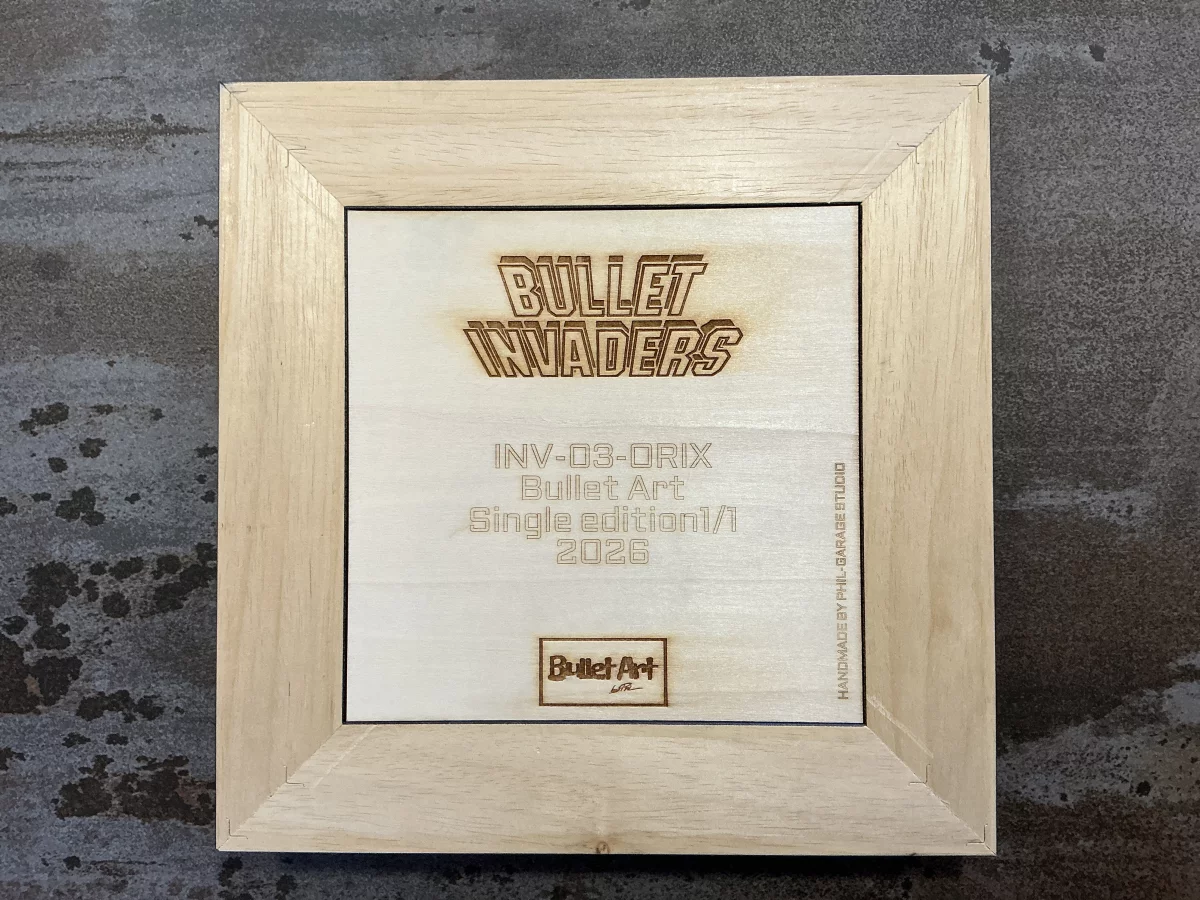 BULLET
INVADERS
INV-03-ORIX
Bullet Art
Single edition1/1
2026
Bullet Art
HANDMADE BY PHIL-GARAGE STUDIO